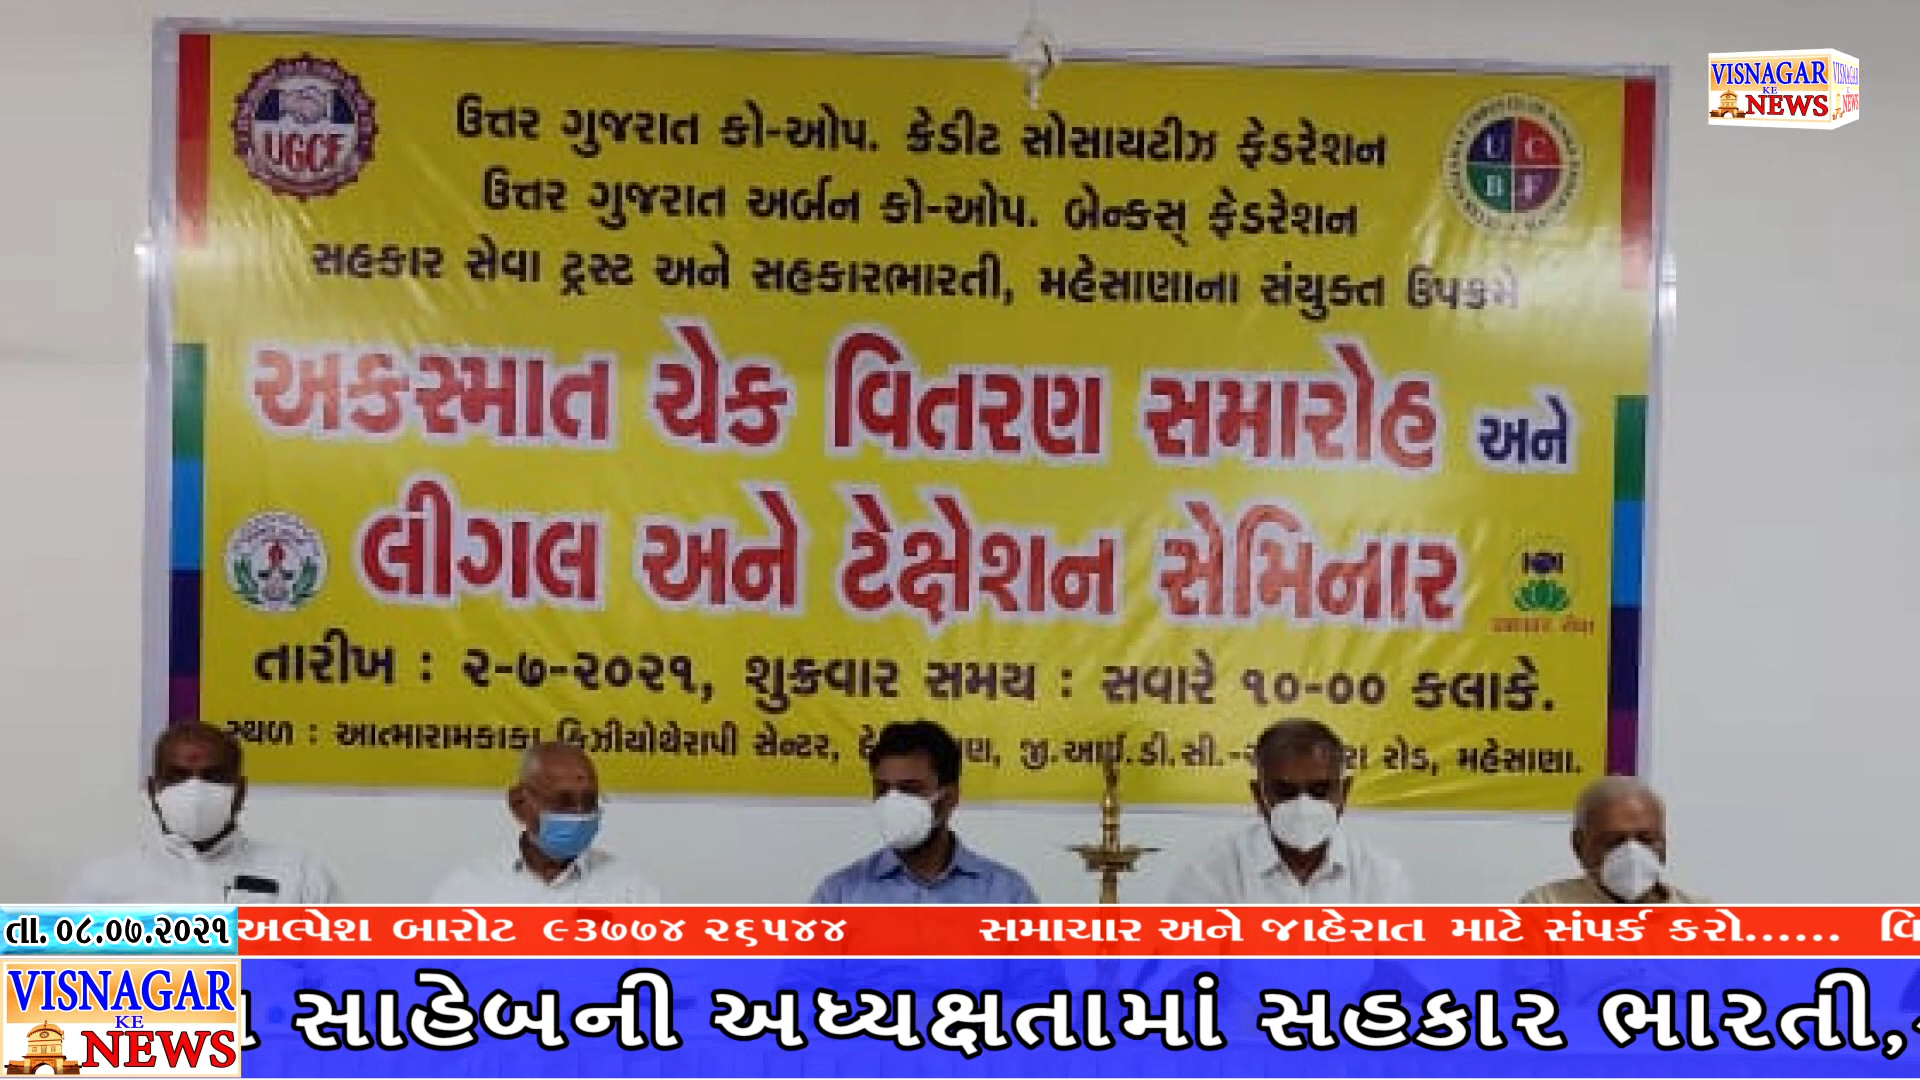 VISNAGAR
KE
NEWS
UGCF
ઉત્તર ગુજરાત કો-ઓપ. ક્રેડીટ સોસાયટીઝ ફેડરેશન
U C
B F
ઉત્તર ગુજરાત અર્બન કો-ઓપ. બેન્કસ્ ફેડરેશન
સહકાર સેવા ટ્રસ્ટ અને સહકારભારતી, મહેસાણાના સંયુક્ત ઉપક્રમે
અકસ્માત ચેક વિતરણ સમારોહ અને
લીગલ અને ટેક્ષેશન સેમિનાર
તારીખ : ૨-૭-૨૦૨૧, શુક્રવાર સમય : સવારે ૧૦-૦૦ કલાકે.
સ્થળ : આત્મારામકાકા ફિઝીયોથેરાપી સેન્ટર, જી.આઈ.ડી.સી.- રોડ, મહેસાણા.
તા. ૦૮.૦૭.૨૦૨૧ અલ્પેશ બારોટ ૯૩૭૭૪ ૨૬૫૪૪ સમાચાર અને જાહેરાત માટે સંપર્ક કરો...... વિ
VISNAGAR
KE
NEWS
સાહેબની અધ્યક્ષતામાં સહકાર ભારતી,